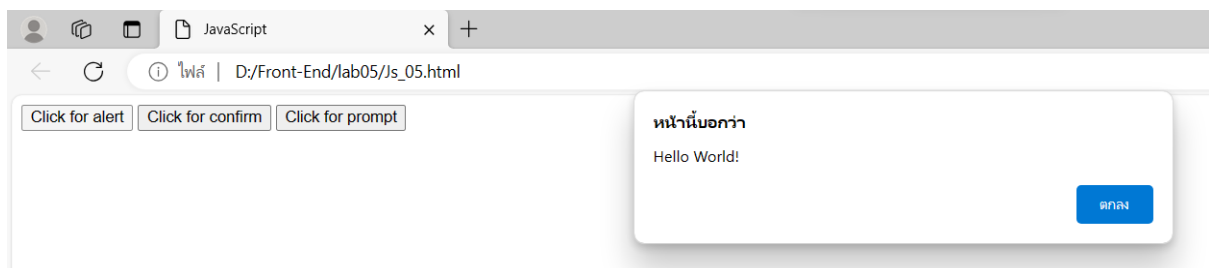 JavaScript
ไฟล์ | D:/Front-End/lab05/Js_05.html
Click for alert Click for confirm Click for prompt
หน้านี้บอกว่า
Hello World!
ตกลง